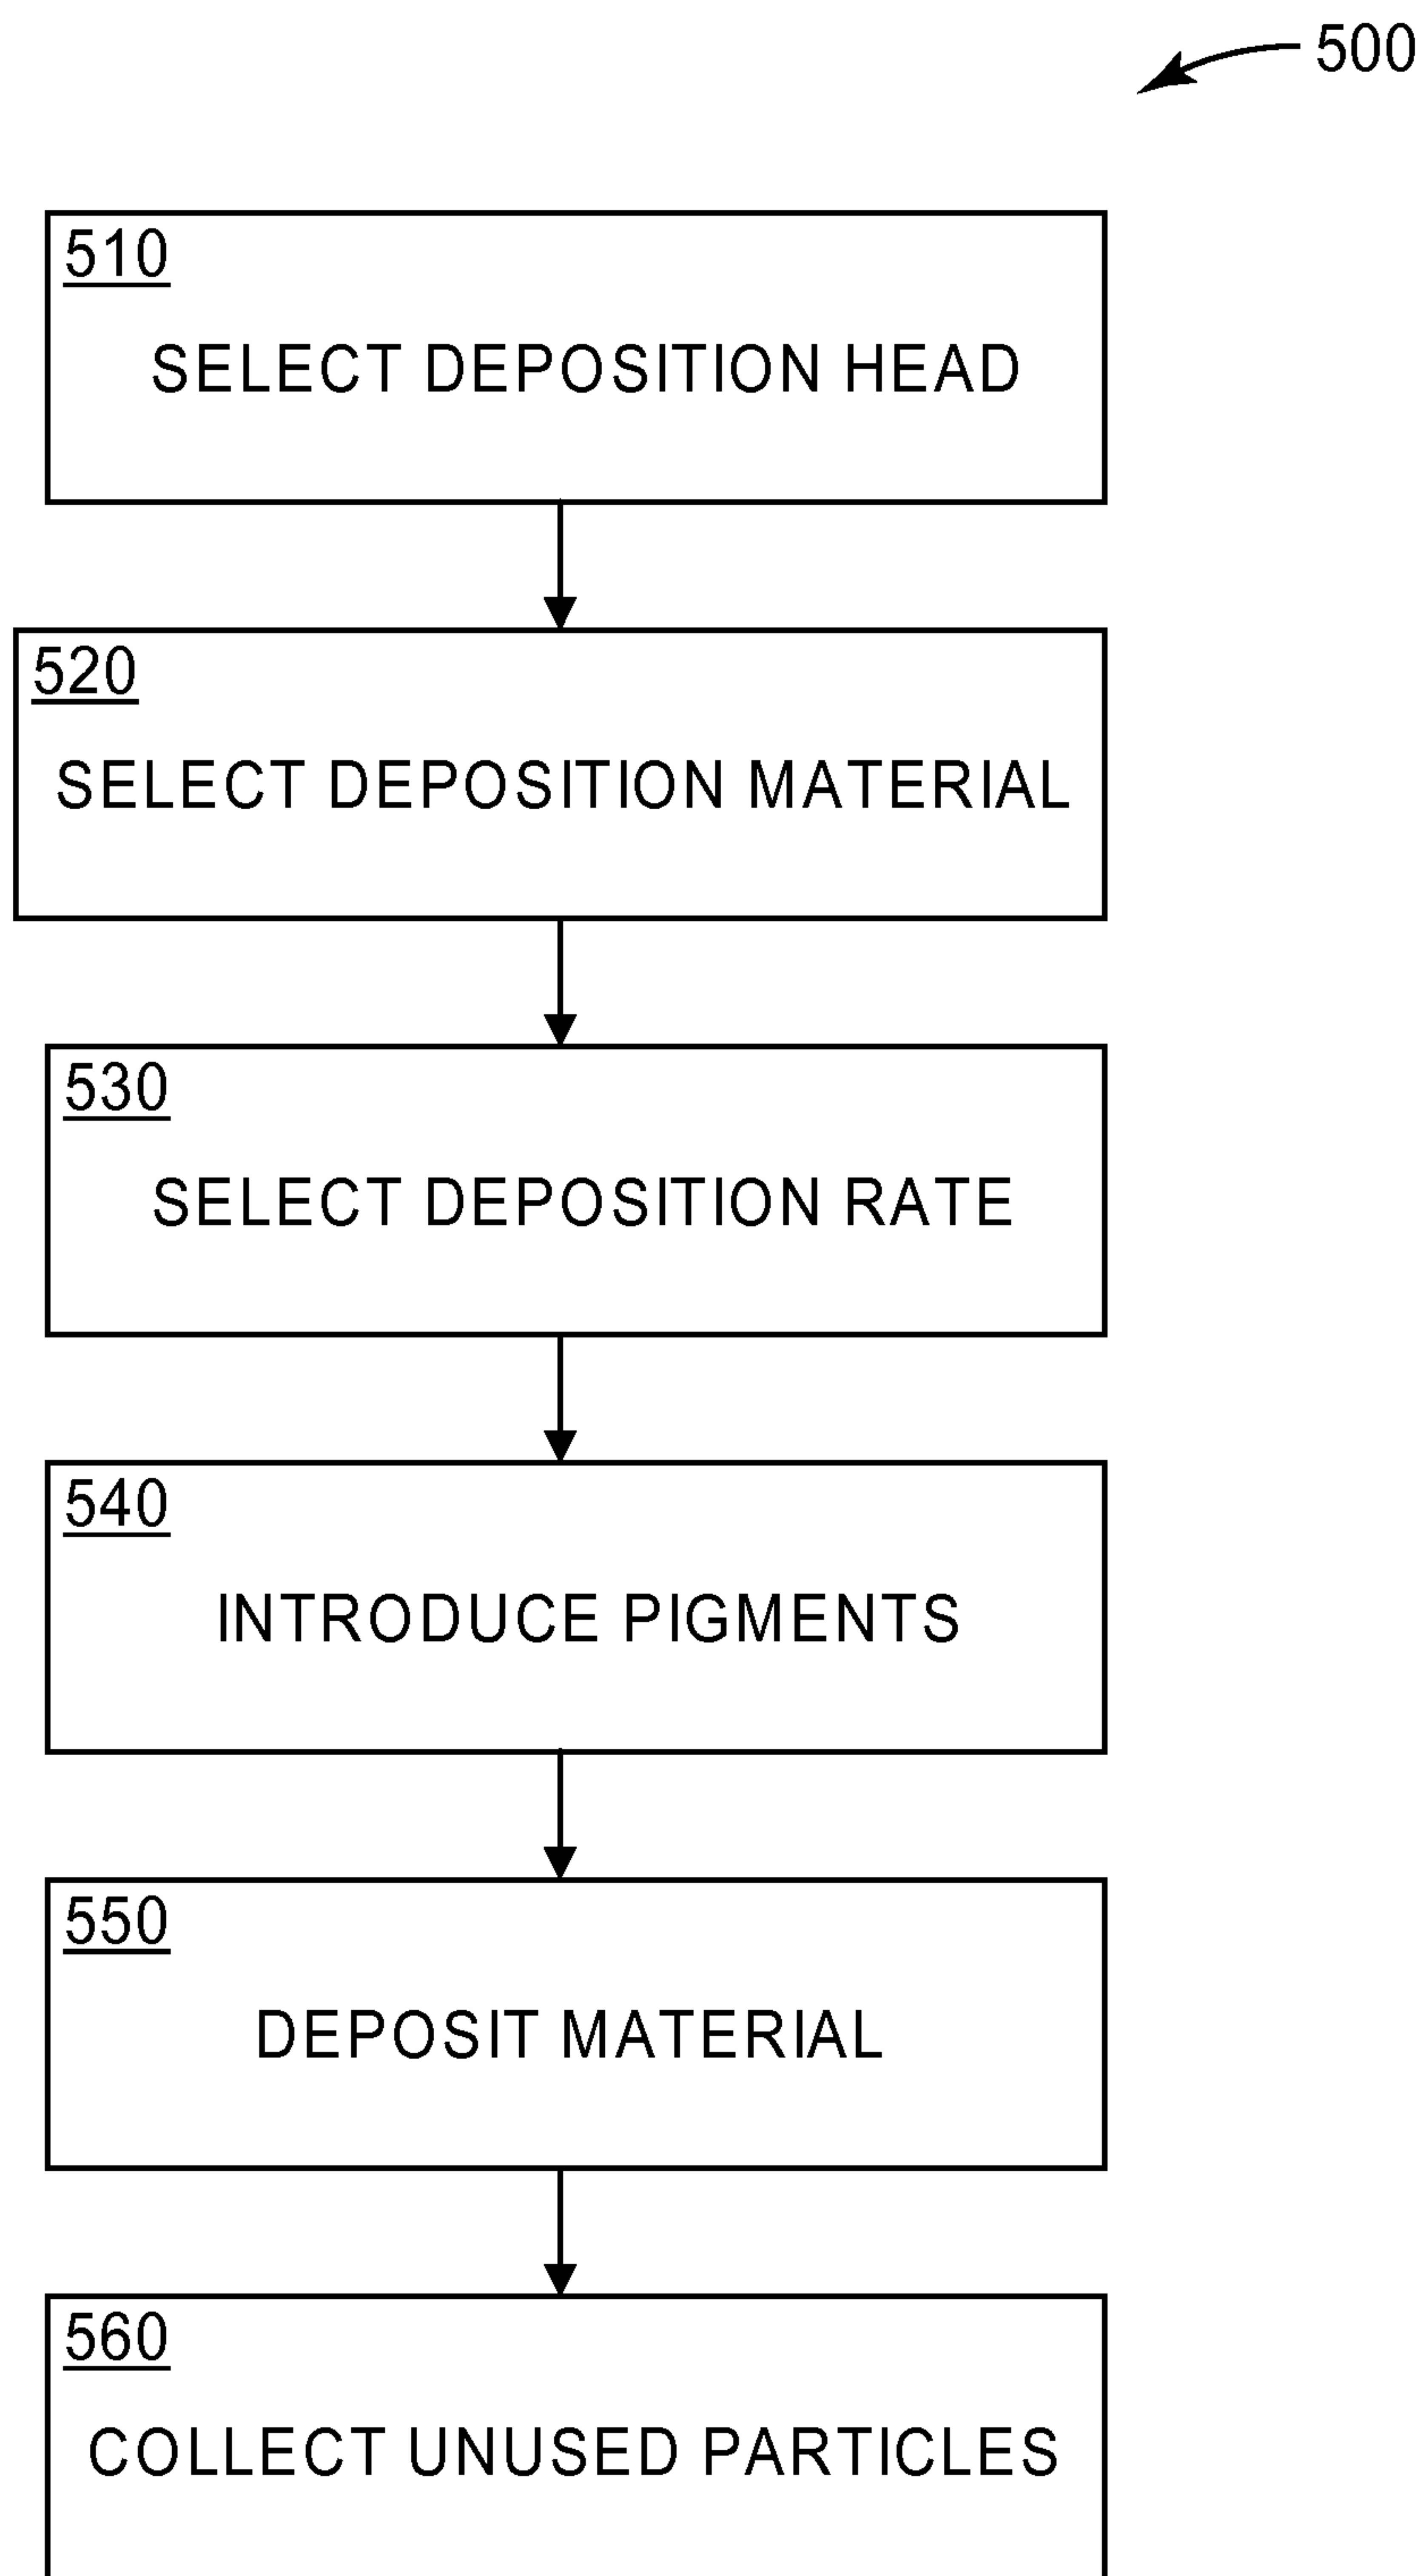 500
510
SELECT DEPOSITION HEAD
520
SELECT DEPOSITION MATERIAL
530
SELECT DEPOSITION RATE
540
INTRODUCE PIGMENTS
550
DEPOSIT MATERIAL
560
COLLECT UNUSED PARTICLES